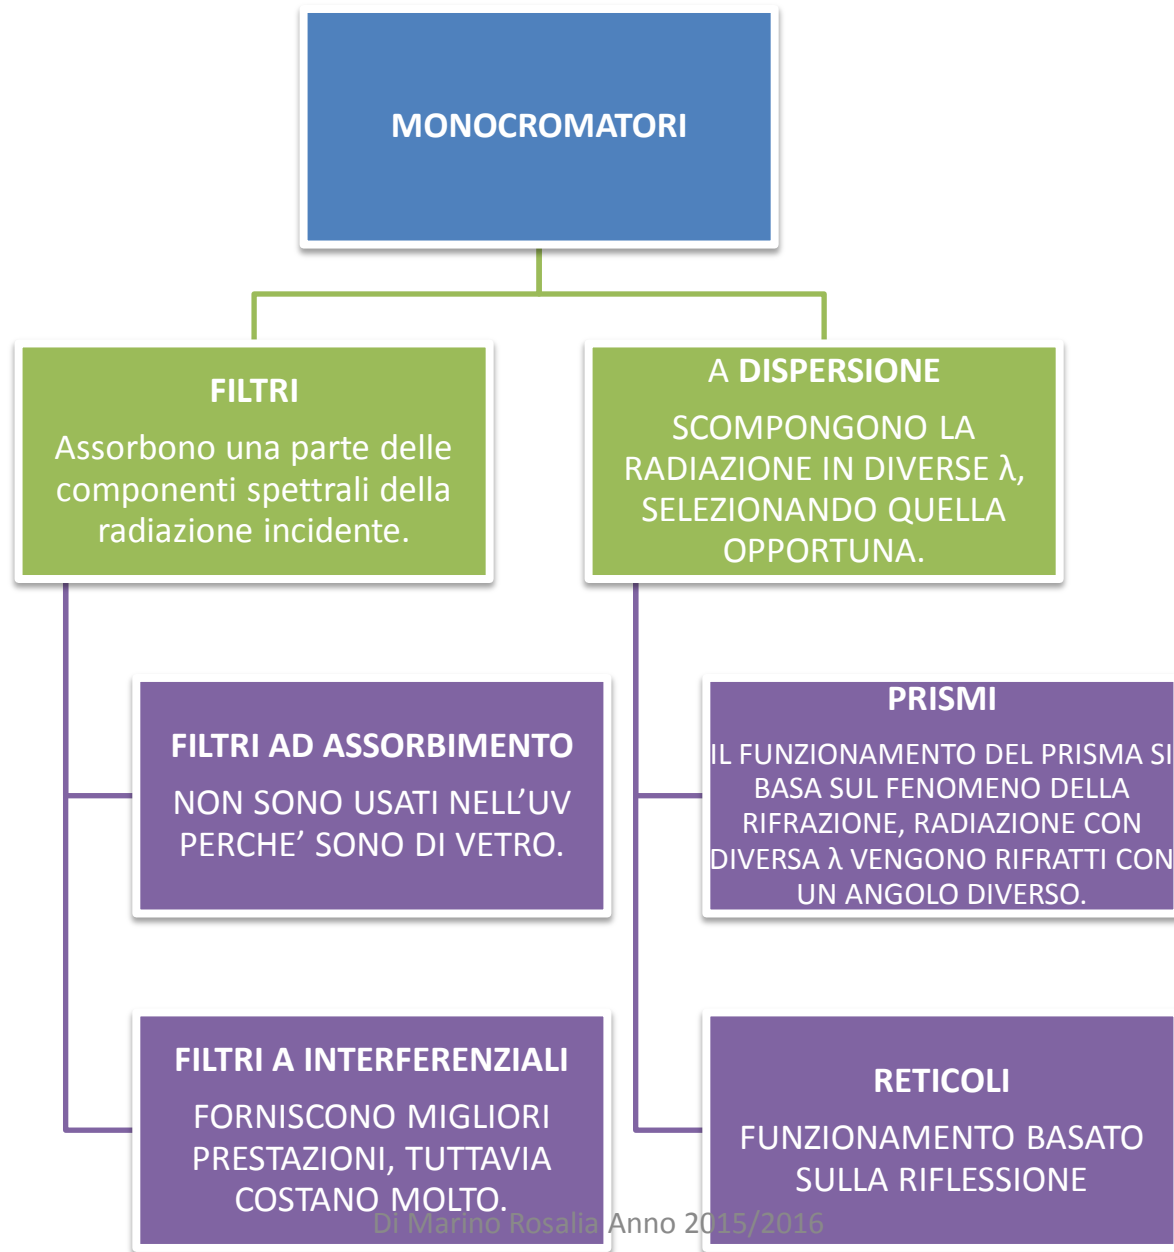 MONOCROMATORI
FILTRI
Assorbono una parte delle
componenti spettrali della
radiazione incidente.
A DISPERSIONE
SCOMPONGONO LA
RADIAZIONE IN DIVERSE λ,
SELEZIONANDO QUELLA
OPPORTUNA.
FILTRI AD ASSORBIMENTO
NON SONO USATI NELL’UV
PERCHE’ SONO DI VETRO.
PRISMI
IL FUNZIONAMENTO DEL PRISMA SI
BASA SUL FENOMENO DELLA
RIFRAZIONE, RADIAZIONE CON
DIVERSA λ VENGONO RIFRATTI CON
UN ANGOLO DIVERSO.
FILTRI A INTERFERENZIALI
FORNISCONO MIGLIORI
PRESTAZIONI, TUTTAVIA
COSTANO MOLTO.
RETICOLI
FUNZIONAMENTO BASATO
SULLA RIFLESSIONE
Di Marino Rosalia Anno 2015/2016